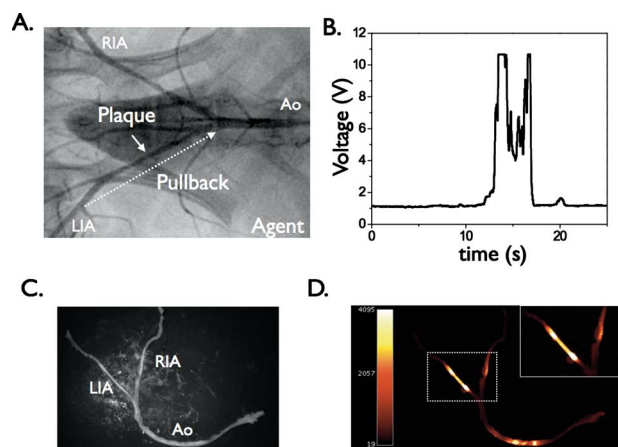 A.
RIA
Ao
Plaque
Pullback
LIA
Agent
B.
12
10
8
6
4
2
0
Voltage (V)
0
10
20
time (s)
C.
LIA
RIA
Ao
D.
4095
2057
19